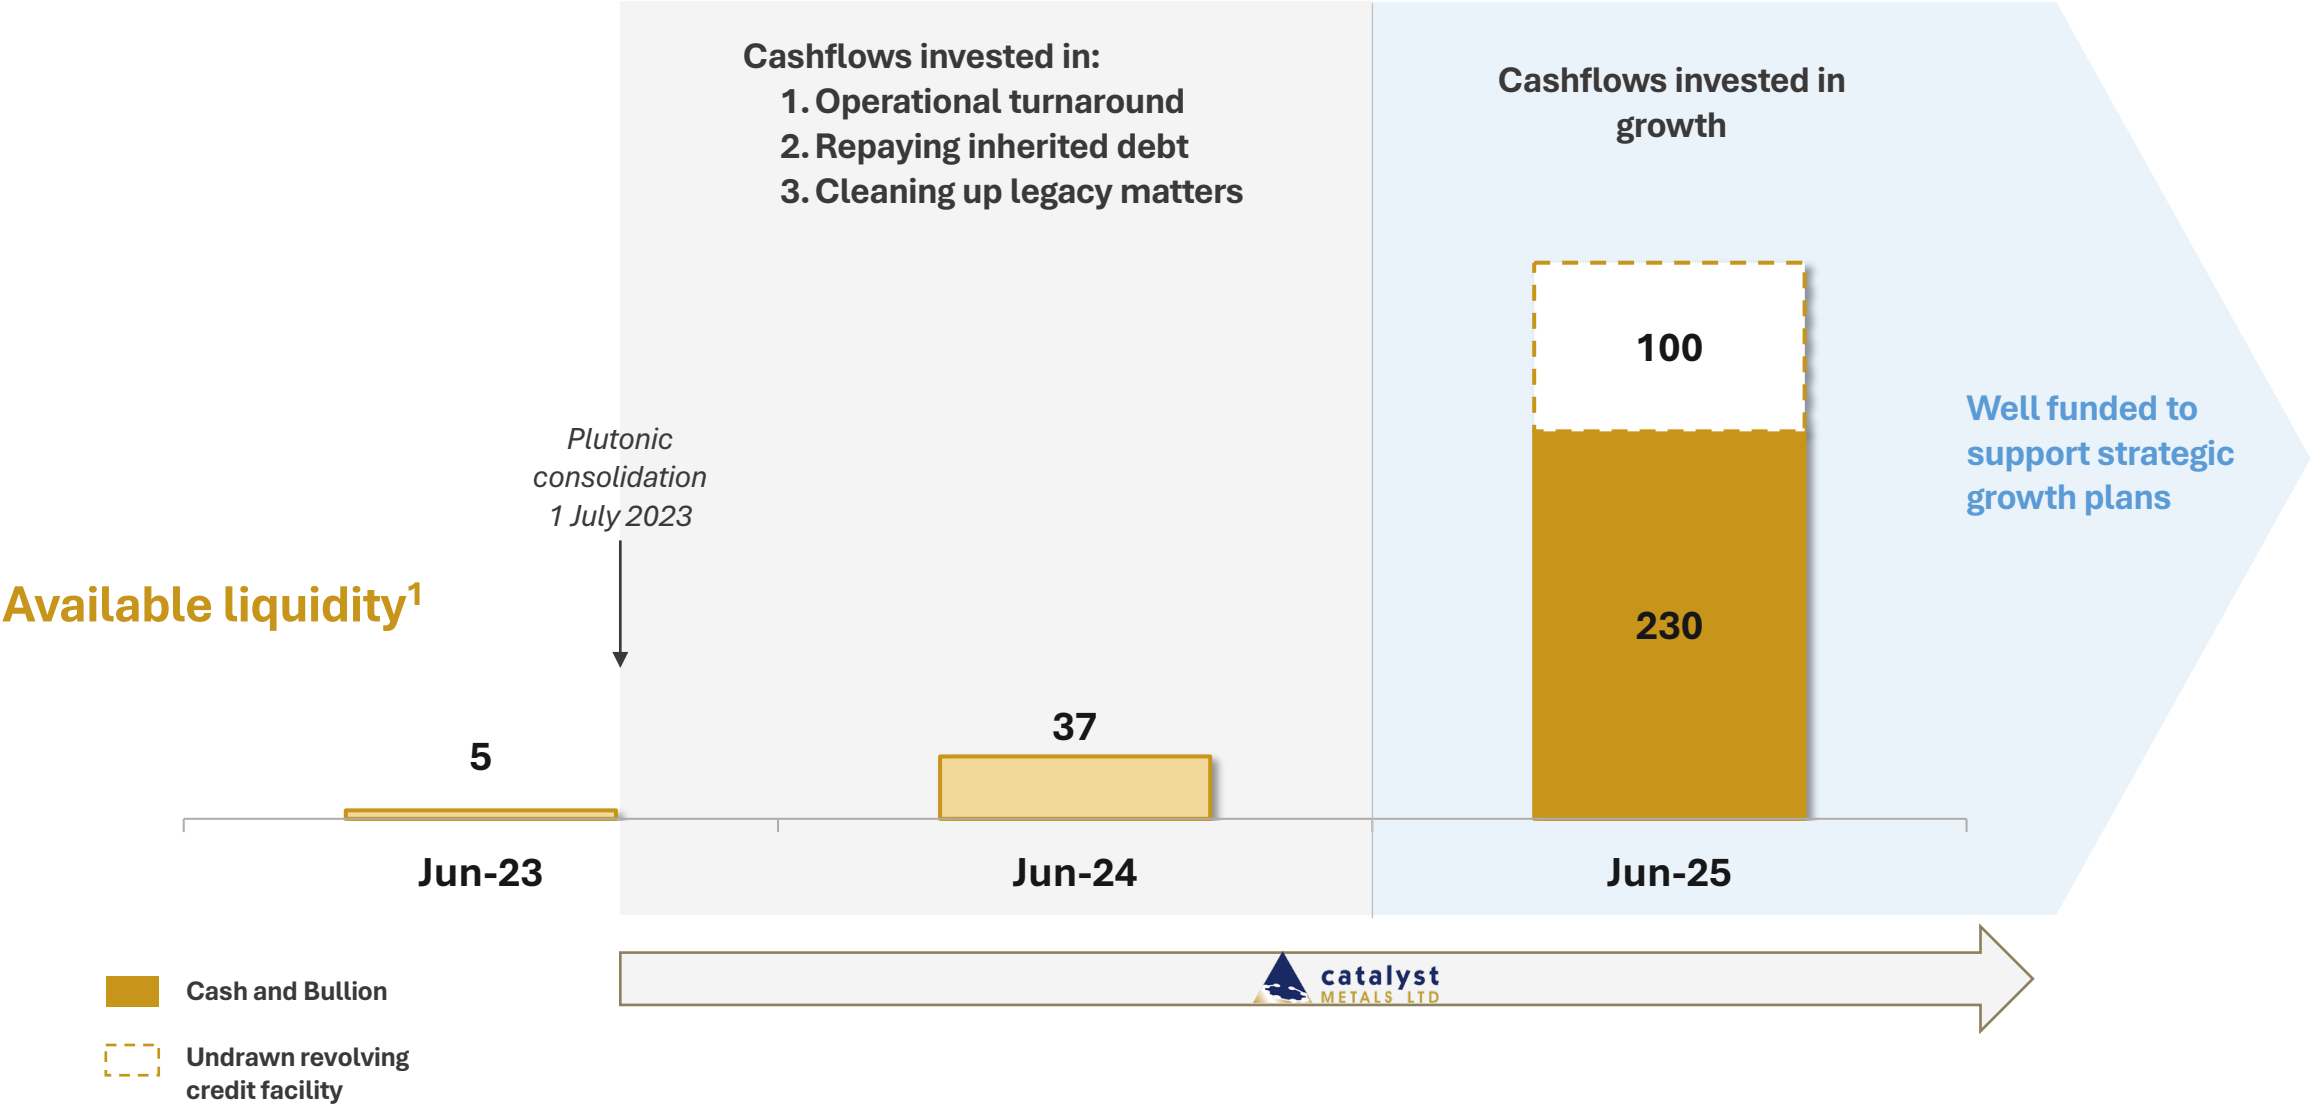 Cashflows invested in:
1. Operational turnaround
2. Repaying inherited debt
3. Cleaning up legacy matters
Cashflows invested in
growth
100
Well funded to
support strategic
growth plans
Plutonic
consolidation
1 July 2023
Available liquidity¹
230
5
37
Jun-23
Jun-24
Jun-25
catalyst
METALS LTD
Cash and Bullion
Undrawn revolving
credit facility